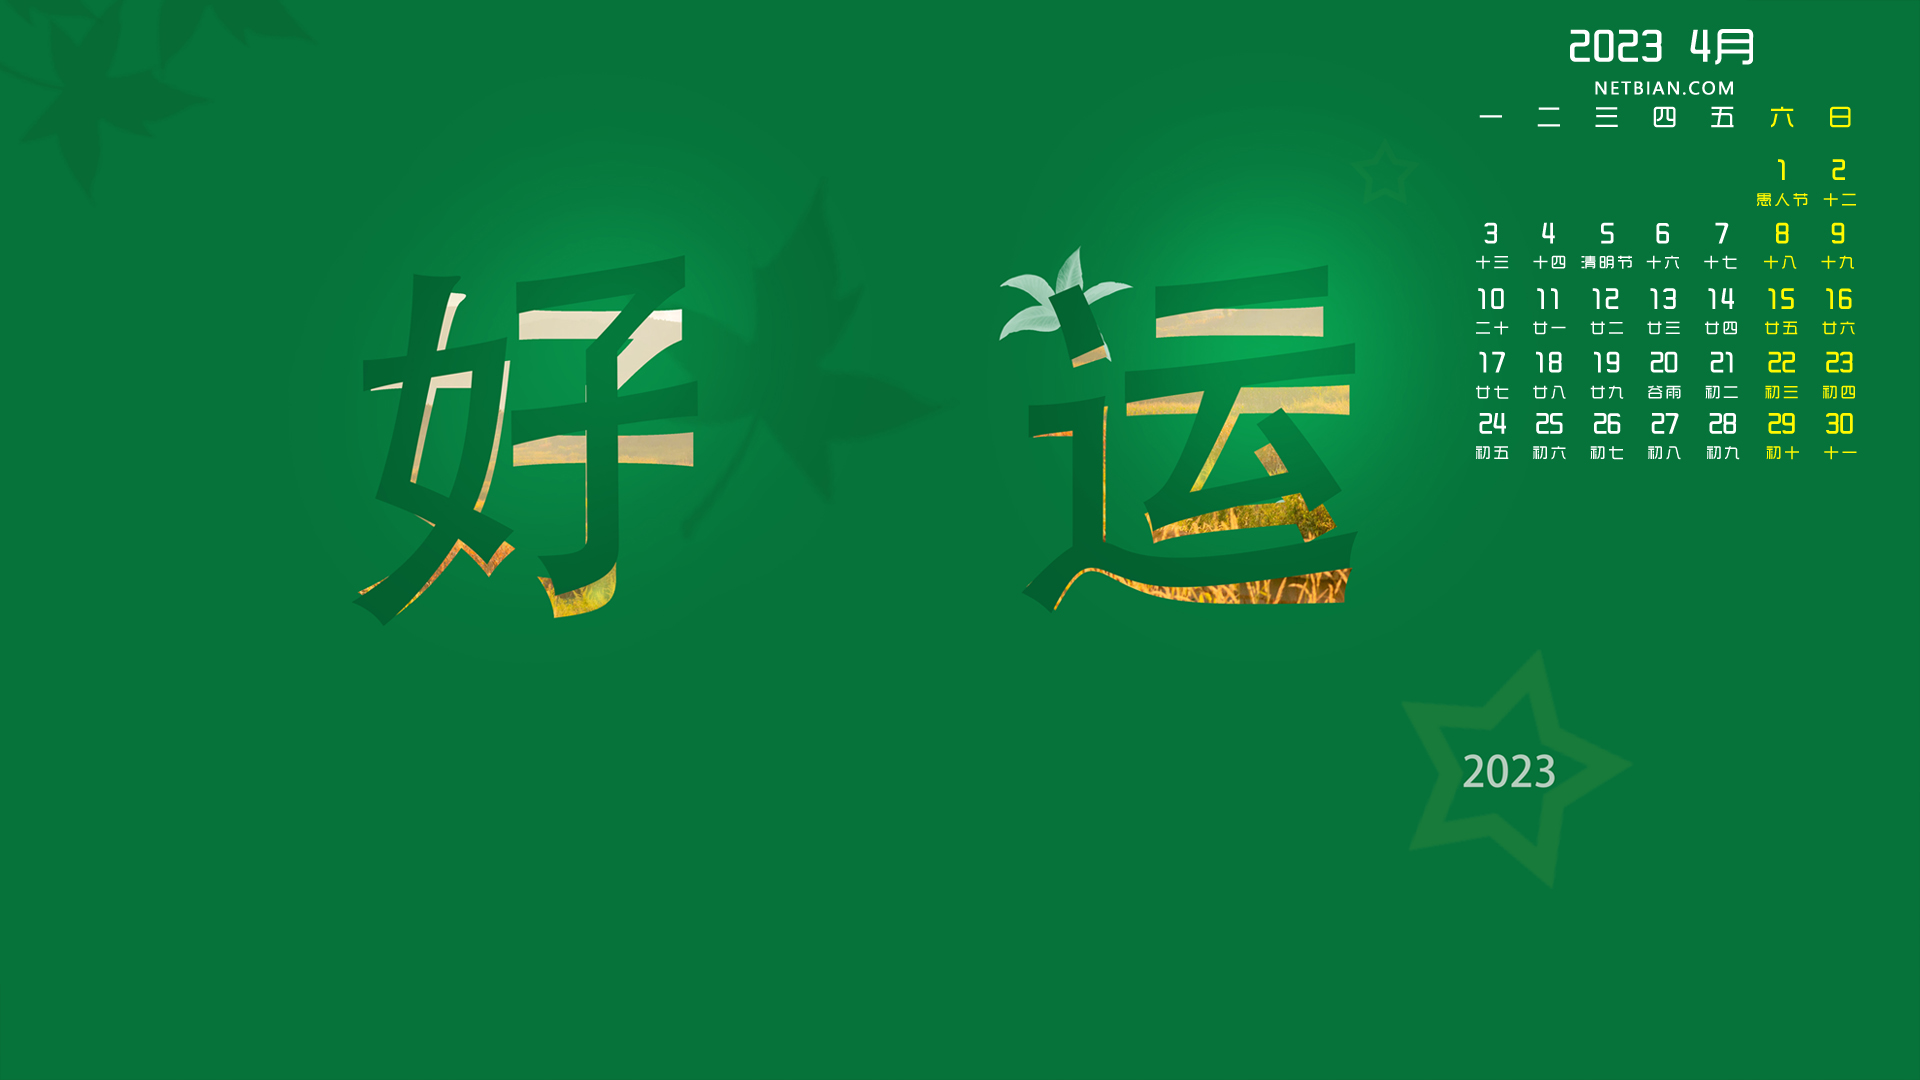 好运
2023 4月
NETBIAN.COM
一 二 三 四 五 六 日
1 2
愚人节 十二
3 4 5 6 7 8 9
十三 十四 清明节 十六 十七 十八 十九
10 11 12 13 14 15 16
二十 廿一 廿二 廿三 廿四 廿五 廿六
17 18 19 20 21 22 23
廿七 廿八 廿九 谷雨 初二 初三 初四
24 25 26 27 28 29 30
初五 初六 初七 初八 初九 初十 十一
2023